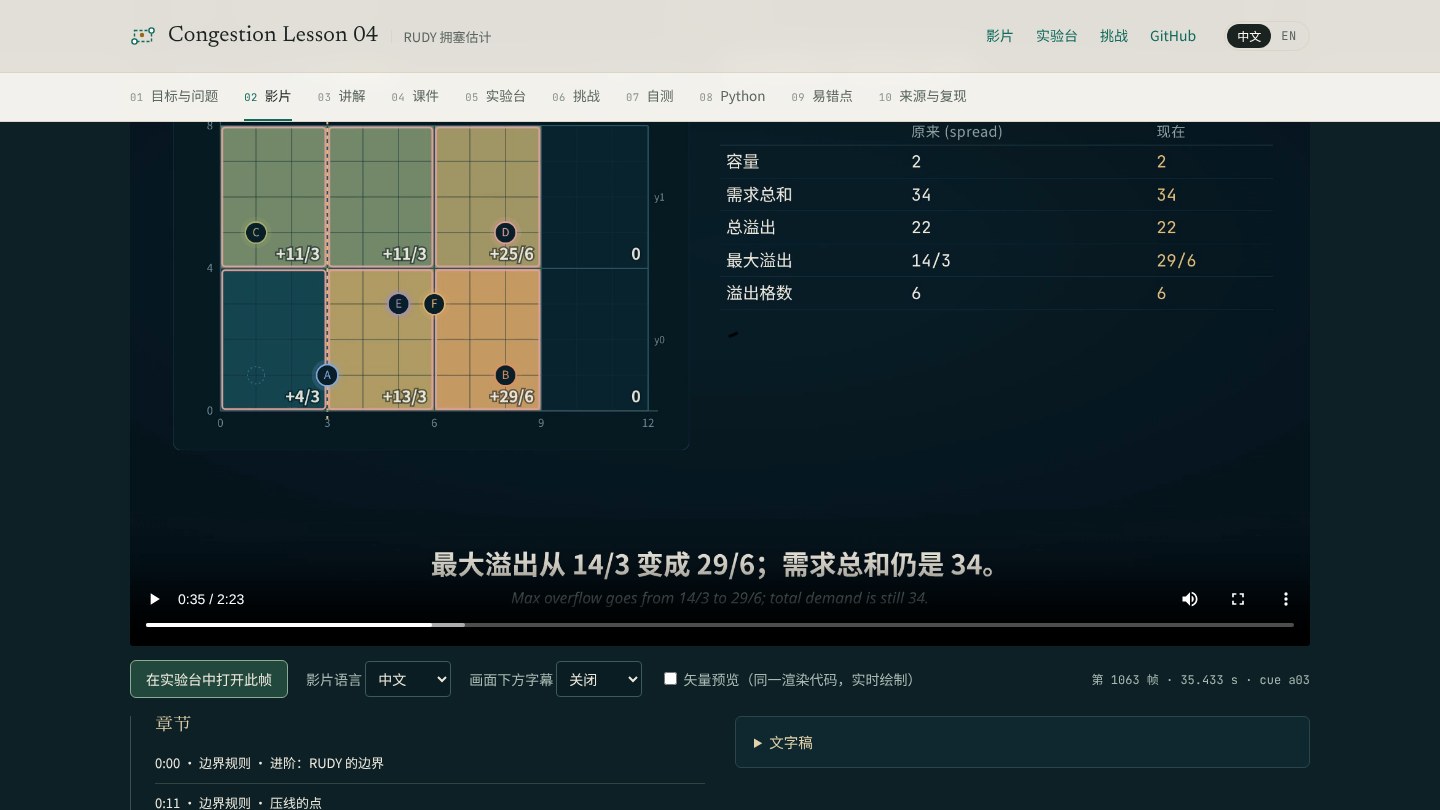 Congestion Lesson 04 RUDY 拥塞估计 影片 实验台 挑战 GitHub 中文 EN
01 目标与问题 02 影片 03 讲解 04 课件 05 实验台 06 挑战 07 自测 08 Python 09 易错点 10 来源与复现
8
原来 (spread) 现在
容量 2 2
需求总和 34 34
总溢出 22 22
最大溢出 14/3 29/6
溢出格数 6 6
y1
C D
+11/3 +11/3 +25/6 0
4
E F
y0
A B
+4/3 +13/3 +29/6 0
0
0 3 6 9 12
最大溢出从 14/3 变成 29/6；需求总和仍是 34。
Max overflow goes from 14/3 to 29/6; total demand is still 34.
0:35 / 2:23
在实验台中打开此帧 影片语言 中文 画面下方字幕 关闭 矢量预览（同一渲染代码，实时绘制） 第 1063 帧 · 35.433 s · cue a03
章节
文字稿
0:00 · 边界规则 · 进阶：RUDY 的边界
0:11 · 边界规则 · 压线的点